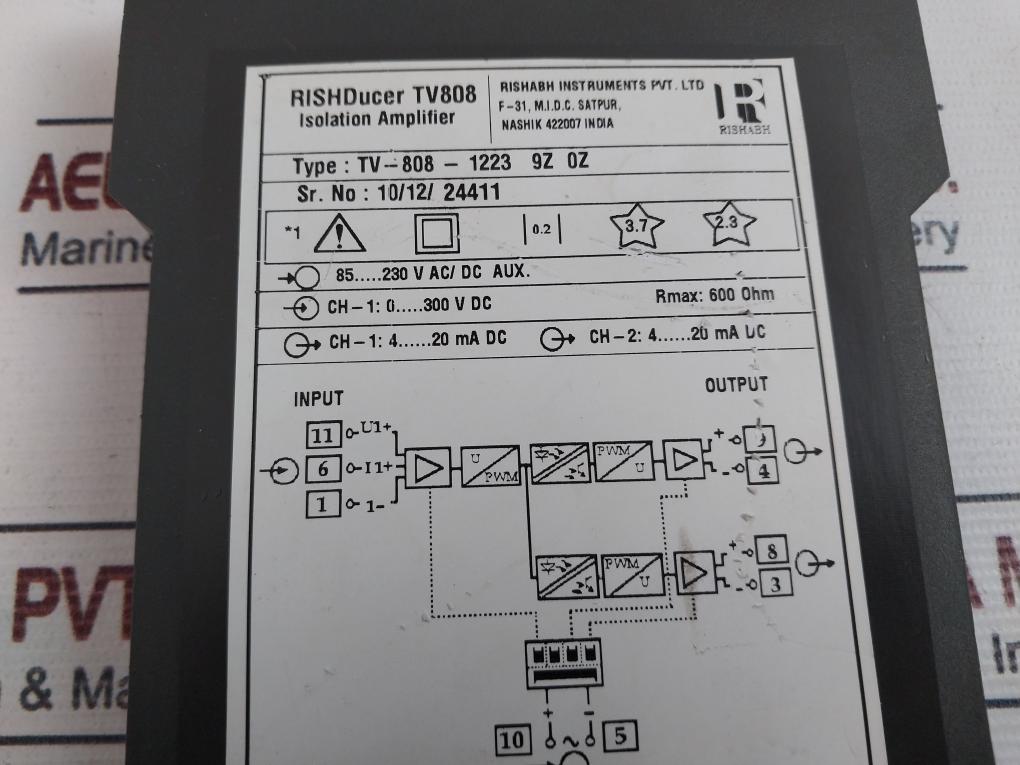 RISHDucer TV808
Isolation Amplifier
RISHABH INSTRUMENTS PVT. LTD
F-31, M.I.D.C. SATPUR,
NASHIK 422007 INDIA
RISHABH
Type : TV-808 - 1223 9Z 0Z
Sr. No : 10/12/ 24411
*1 0.2 3.7 2.3
85.....230 V AC/ DC AUX.
CH-1: 0.....300 V DC Rmax: 600 Ohm
CH-1: 4......20 mA DC CH-2: 4......20 mA DC
INPUT OUTPUT
11 U1+
6 I1+
1 1-
U PWM
PWM U
+ 9
- 4
PWM U
+ 8
- 3
+ -
10 ~ 5
Marine
ery
PVT
& Ma
In